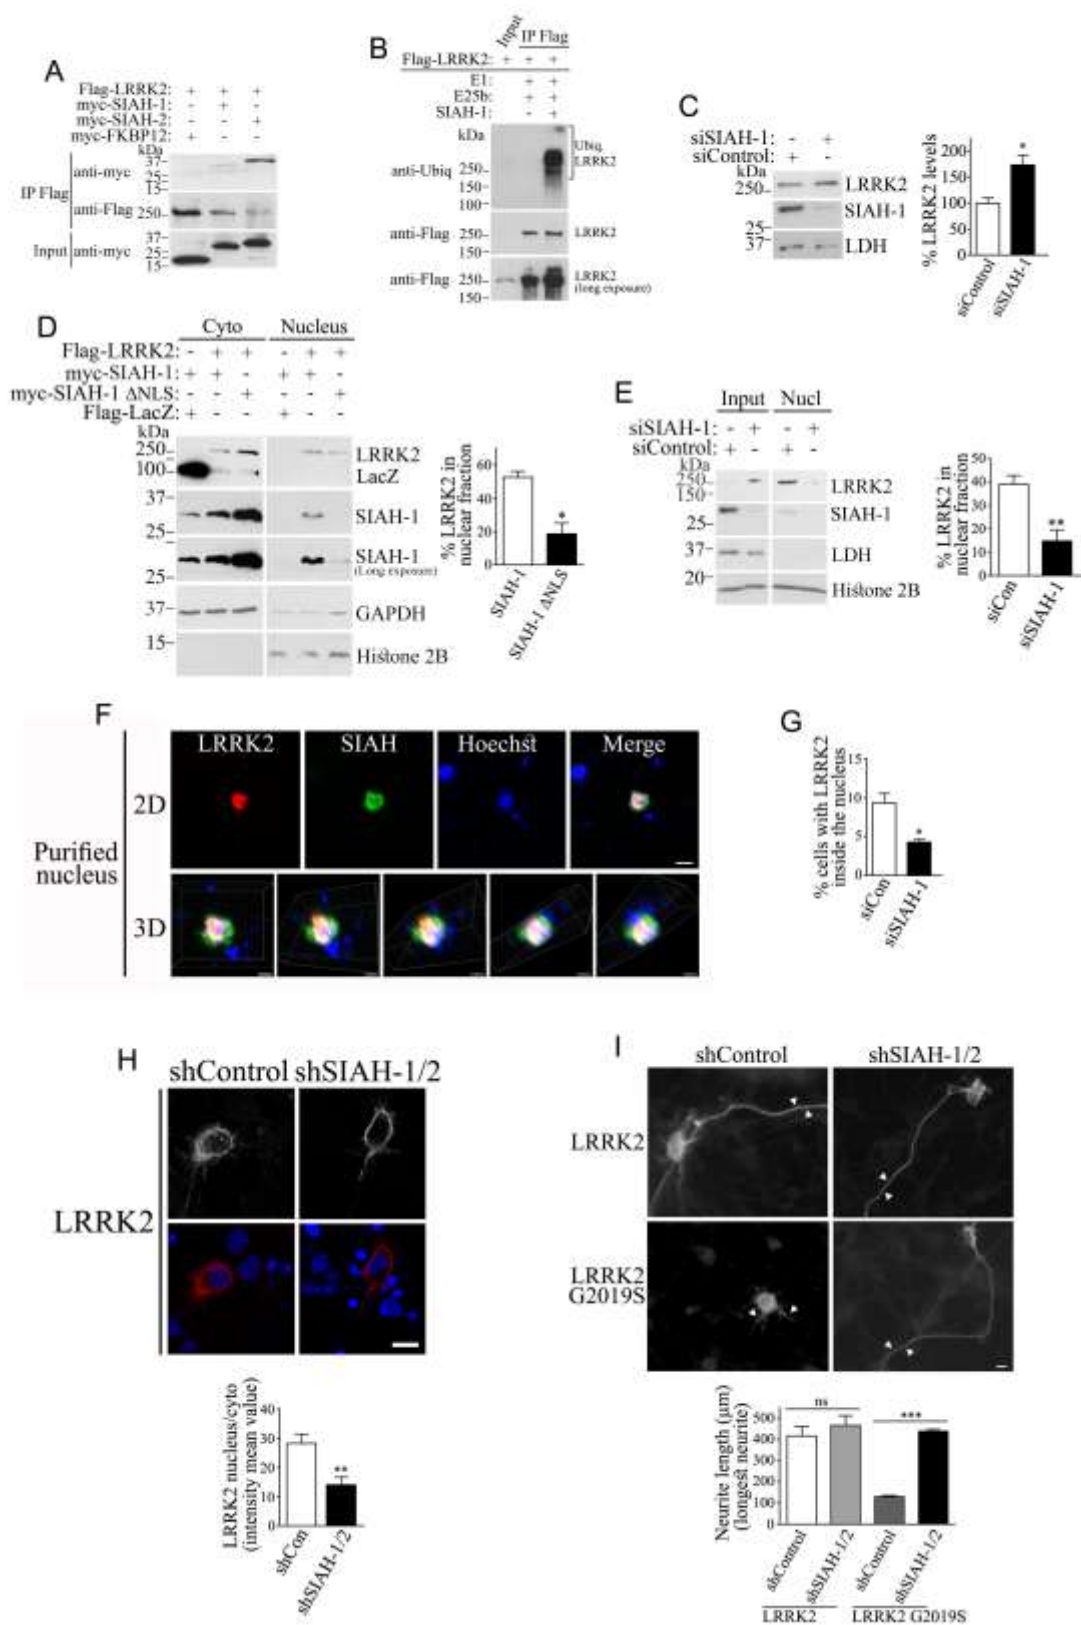 A
Flag-LRRK2: + + +
myc-SIAH-1: - + -
myc-SIAH-2: - - +
myc-FKBP12: + - -
kDa
IP Flag
anti-myc
37
25
15
anti-Flag
250
Input
anti-myc
37
25
15
B
Input
IP Flag
Flag-LRRK2: + + +
E1: + +
E25b: + +
SIAH-1: - +
kDa
anti-Ubiq
250
150
100
Ubiq
LRRK2
anti-Flag
250
LRRK2
anti-Flag
250
150
LRRK2
(long exposure)
C
siSIAH-1: - +
siControl: + -
kDa
250
LRRK2
SIAH-1
25
37
LDH
% LRRK2 levels
200
150
100
50
0
*
siControl
siSIAH-1
D
Cyto Nucleus
Flag-LRRK2: - + + - + +
myc-SIAH-1: + + - + + -
myc-SIAH-1 ΔNLS: - - + - - +
Flag-LacZ: + - - + - -
kDa
250
100
LRRK2
LacZ
37
25
SIAH-1
25
SIAH-1
(Long exposure)
37
GAPDH
15
Histone 2B
% LRRK2 in
nuclear fraction
60
40
20
0
*
SIAH-1
SIAH-1 ΔNLS
E
Input Nucl
siSIAH-1: - + - +
siControl: + - + -
kDa
250
150
LRRK2
SIAH-1
25
37
LDH
20
Histone 2B
% LRRK2 in
nuclear fraction
50
40
30
20
10
0
**
siCon
siSIAH-1
F
Purified
nucleus
LRRK2 SIAH Hoechst Merge
2D
3D
G
% cells with LRRK2
inside the nucleus
15
10
5
0
*
siCon
siSIAH-1
H
shControl shSIAH-1/2
LRRK2
LRRK2 nucleus/cyto
(intensity mean value)
40
30
20
10
0
**
shCon
shSIAH-1/2
I
shControl shSIAH-1/2
LRRK2
LRRK2
G2019S
Neurite length (µm)
(longest neurite)
500
400
300
200
100
0
ns
***
shControl
shSIAH-1/2
shControl
shSIAH-1/2
LRRK2 LRRK2 G2019S